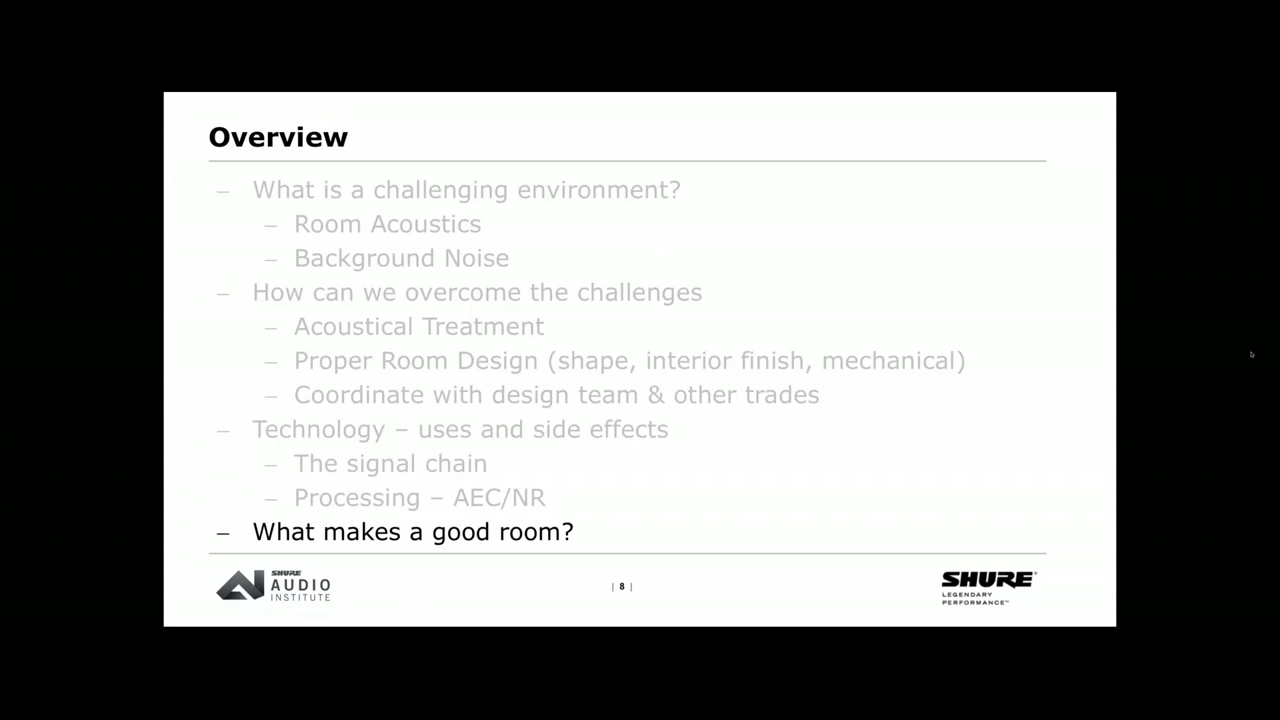 Overview
– What is a challenging environment?
– Room Acoustics
– Background Noise
– How can we overcome the challenges
– Acoustical Treatment
– Proper Room Design (shape, interior finish, mechanical)
– Coordinate with design team & other trades
– Technology – uses and side effects
– The signal chain
– Processing – AEC/NR
– What makes a good room?
SHURE
AUDIO
INSTITUTE
| 8 |
SHURE
LEGENDARY
PERFORMANCE™